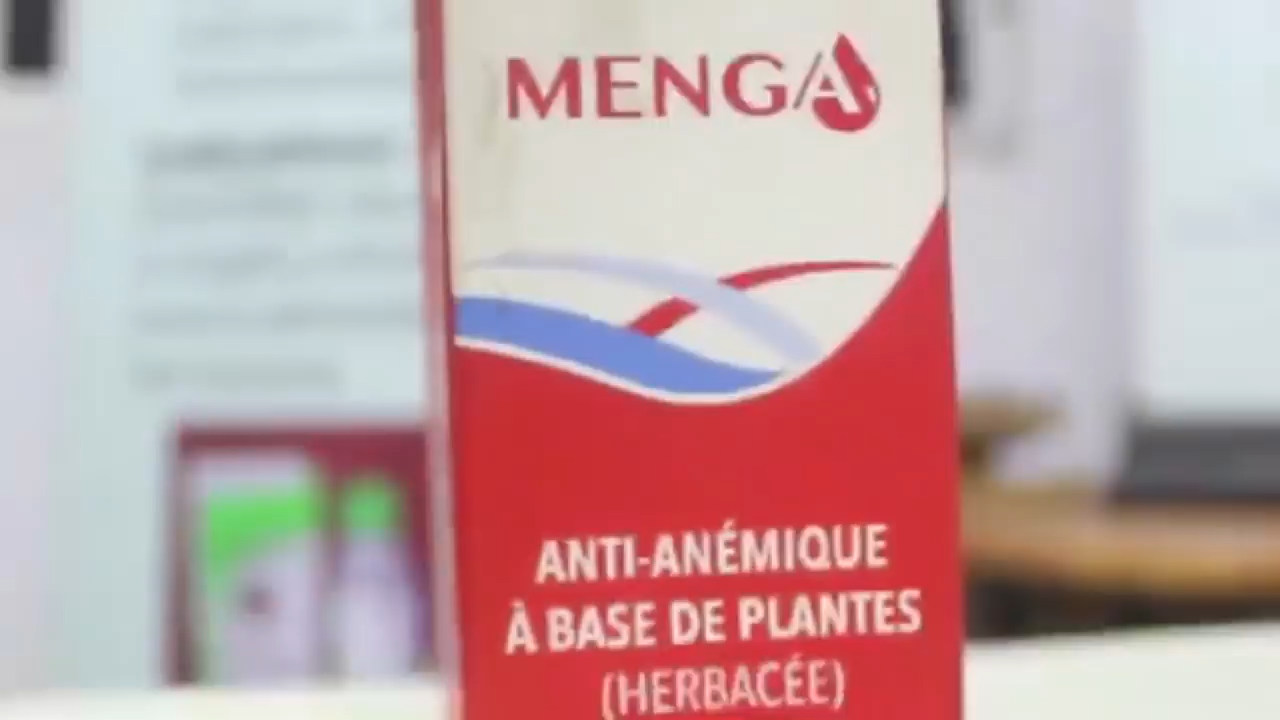 MENGA
ANTI-ANÉMIQUE
À BASE DE PLANTES
(HERBACÉE)